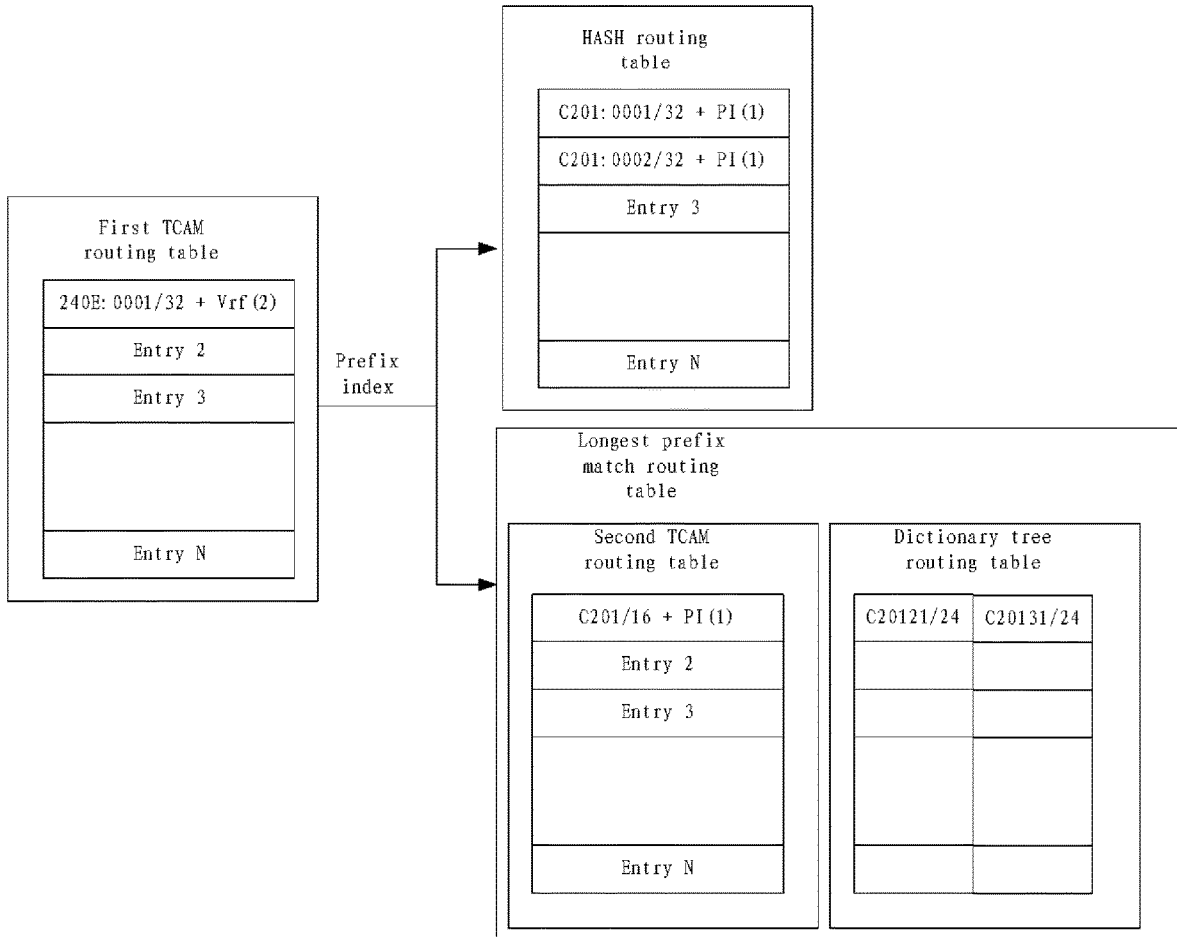 HASH routing
table
C201:0001/32 + PI(1)
C201:0002/32 + PI(1)
Entry 3
Entry N
First TCAM
routing table
240E:0001/32 + Vrf(2)
Entry 2
Entry 3
Entry N
Prefix
index
Longest prefix
match routing
table
Second TCAM
routing table
C201/16 + PI(1)
Entry 2
Entry 3
Entry N
Dictionary tree
routing table
C20121/24
C20131/24